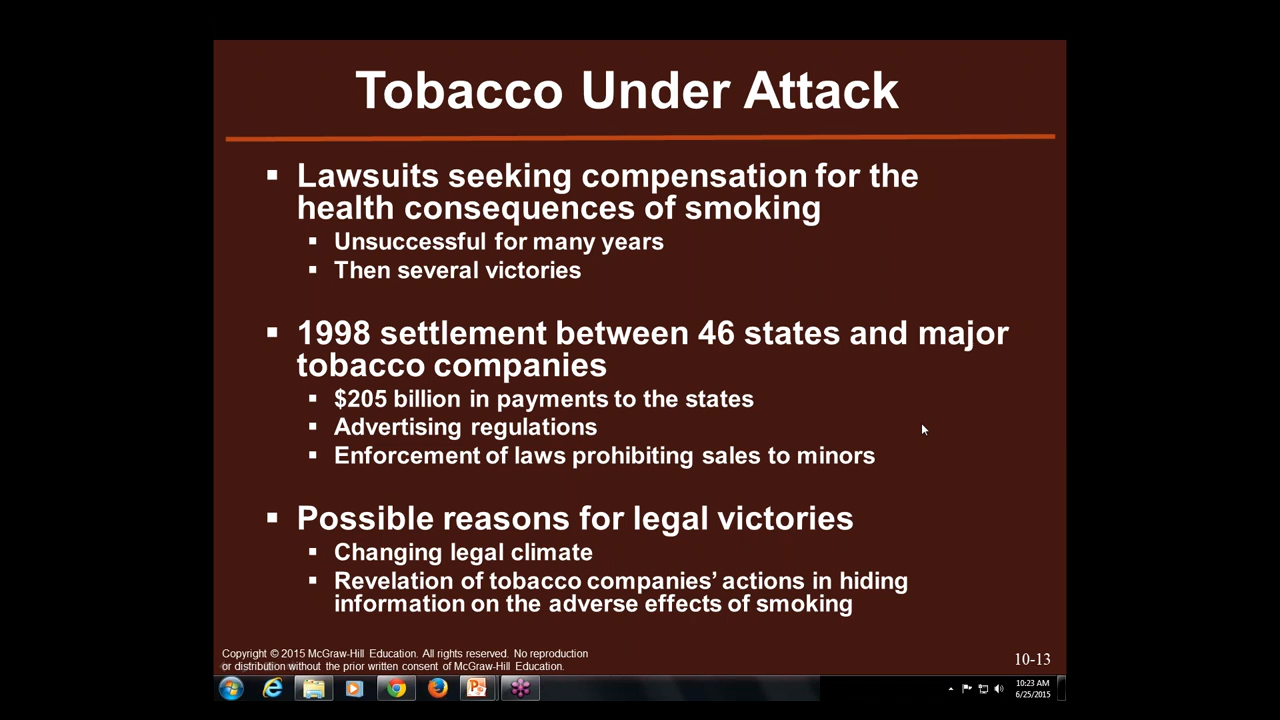 Tobacco Under Attack
▪ Lawsuits seeking compensation for the
health consequences of smoking
▪ Unsuccessful for many years
▪ Then several victories
▪ 1998 settlement between 46 states and major
tobacco companies
▪ $205 billion in payments to the states
▪ Advertising regulations
▪ Enforcement of laws prohibiting sales to minors
▪ Possible reasons for legal victories
▪ Changing legal climate
▪ Revelation of tobacco companies’ actions in hiding
information on the adverse effects of smoking
Copyright © 2015 McGraw-Hill Education. All rights reserved. No reproduction
or distribution without the prior written consent of McGraw-Hill Education.
10-13
10:23 AM
6/25/2015